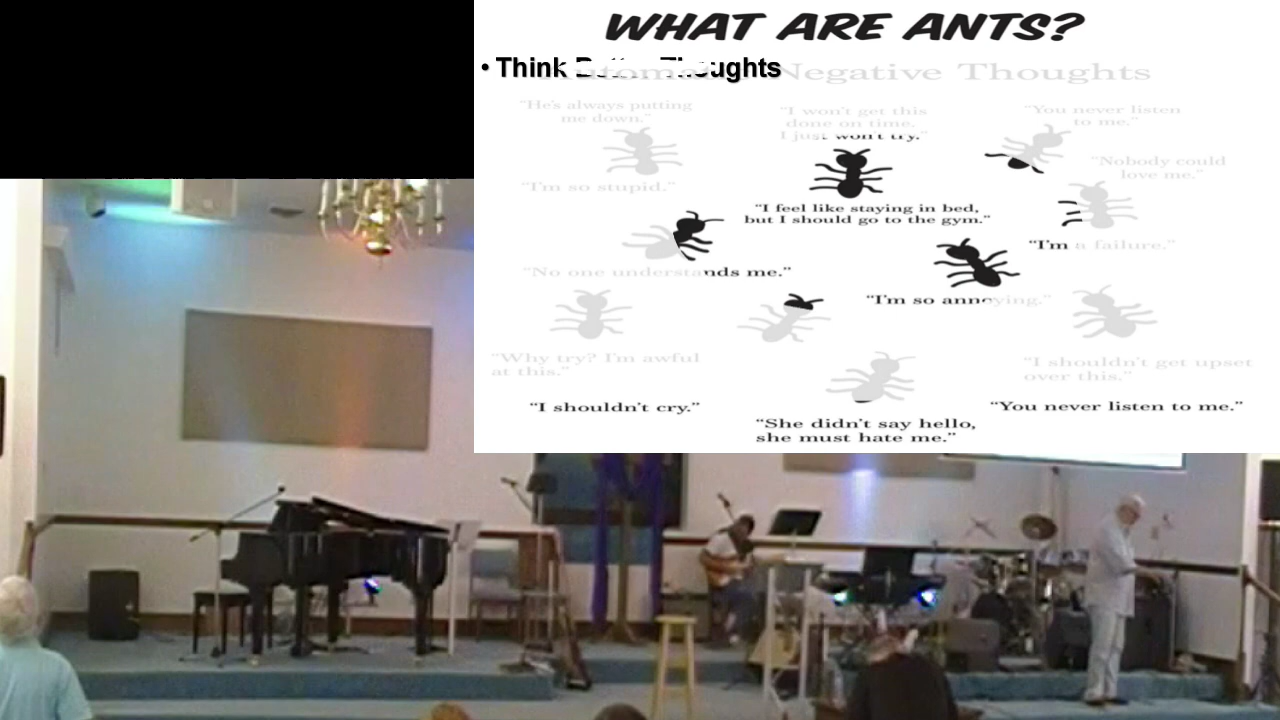 WHAT ARE ANTS?
• Think Better Thoughts
Automatic Negative Thoughts
"He's always putting
me down."
"I won't get this
done on time.
I just won't try."
"You never listen
to me."
"Nobody could
love me."
"I'm so stupid."
"I feel like staying in bed,
but I should go to the gym."
"I'm a failure."
"No one understands me."
"I'm so annoying."
"Why try? I'm awful
at this."
"I shouldn't get upset
over this."
"I shouldn't cry."
"You never listen to me."
"She didn't say hello,
she must hate me."